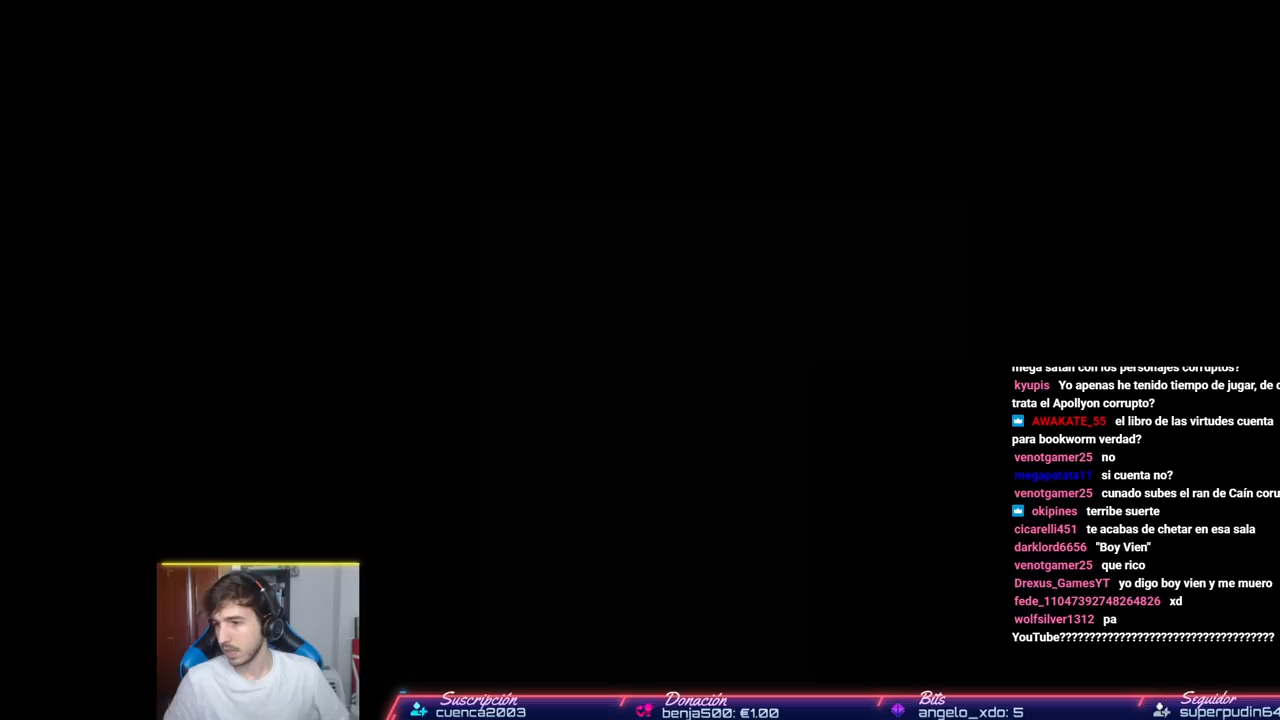 mega satan con los personajes corruptos?
kyupis Yo apenas he tenido tiempo de jugar, de
trata el Apollyon corrupto?
AWAKATE_55 el libro de las virtudes cuenta
para bookworm verdad?
venotgamer25 no
megapatata11 si cuenta no?
venotgamer25 cunado subes el ran de Caín coru
okipines terribe suerte
cicarelli451 te acabas de chetar en esa sala
darklord6656 "Boy Vien"
venotgamer25 que rico
Drexus_GamesYT yo digo boy vien y me muero
fede_11047392748264826 xd
wolfsilver1312 pa
YouTube????????????????????????????????????
Suscripción Donación Bits Seguidor
cuenca2003 benja500: €1.00 angelo_xdo: 5 superpudin64